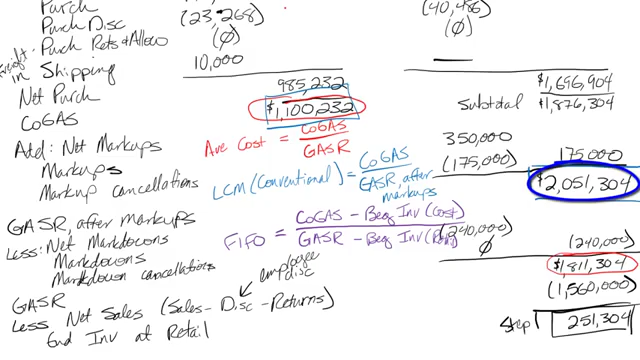 Purch
Purch Disc (23,268) (40,486)
Purch Rets & Allow (Ø) (Ø)
Freight-in Shipping 10,000 —
Net Purch 985,232 $1,696,904
CoGAS $1,100,232 Subtotal $1,876,304
Add: Net Markups Ave Cost = CoGAS / GASR
Markups 350,000
Markup cancellations (175,000) 175,000
LCM (Conventional) = CoGAS / GASR, after markups
GASR, after Markups $2,051,304
Less: Net Markdowns FIFO = CoGAS - Beg Inv (Cost) / GASR - Beg Inv
Markdowns (240,000)
Markdown cancellations Ø (240,000)
employee disc
GASR $1,811,304
Less Net Sales (Sales - Disc - Returns) (1,560,000)
End Inv at Retail Step 1 251,304